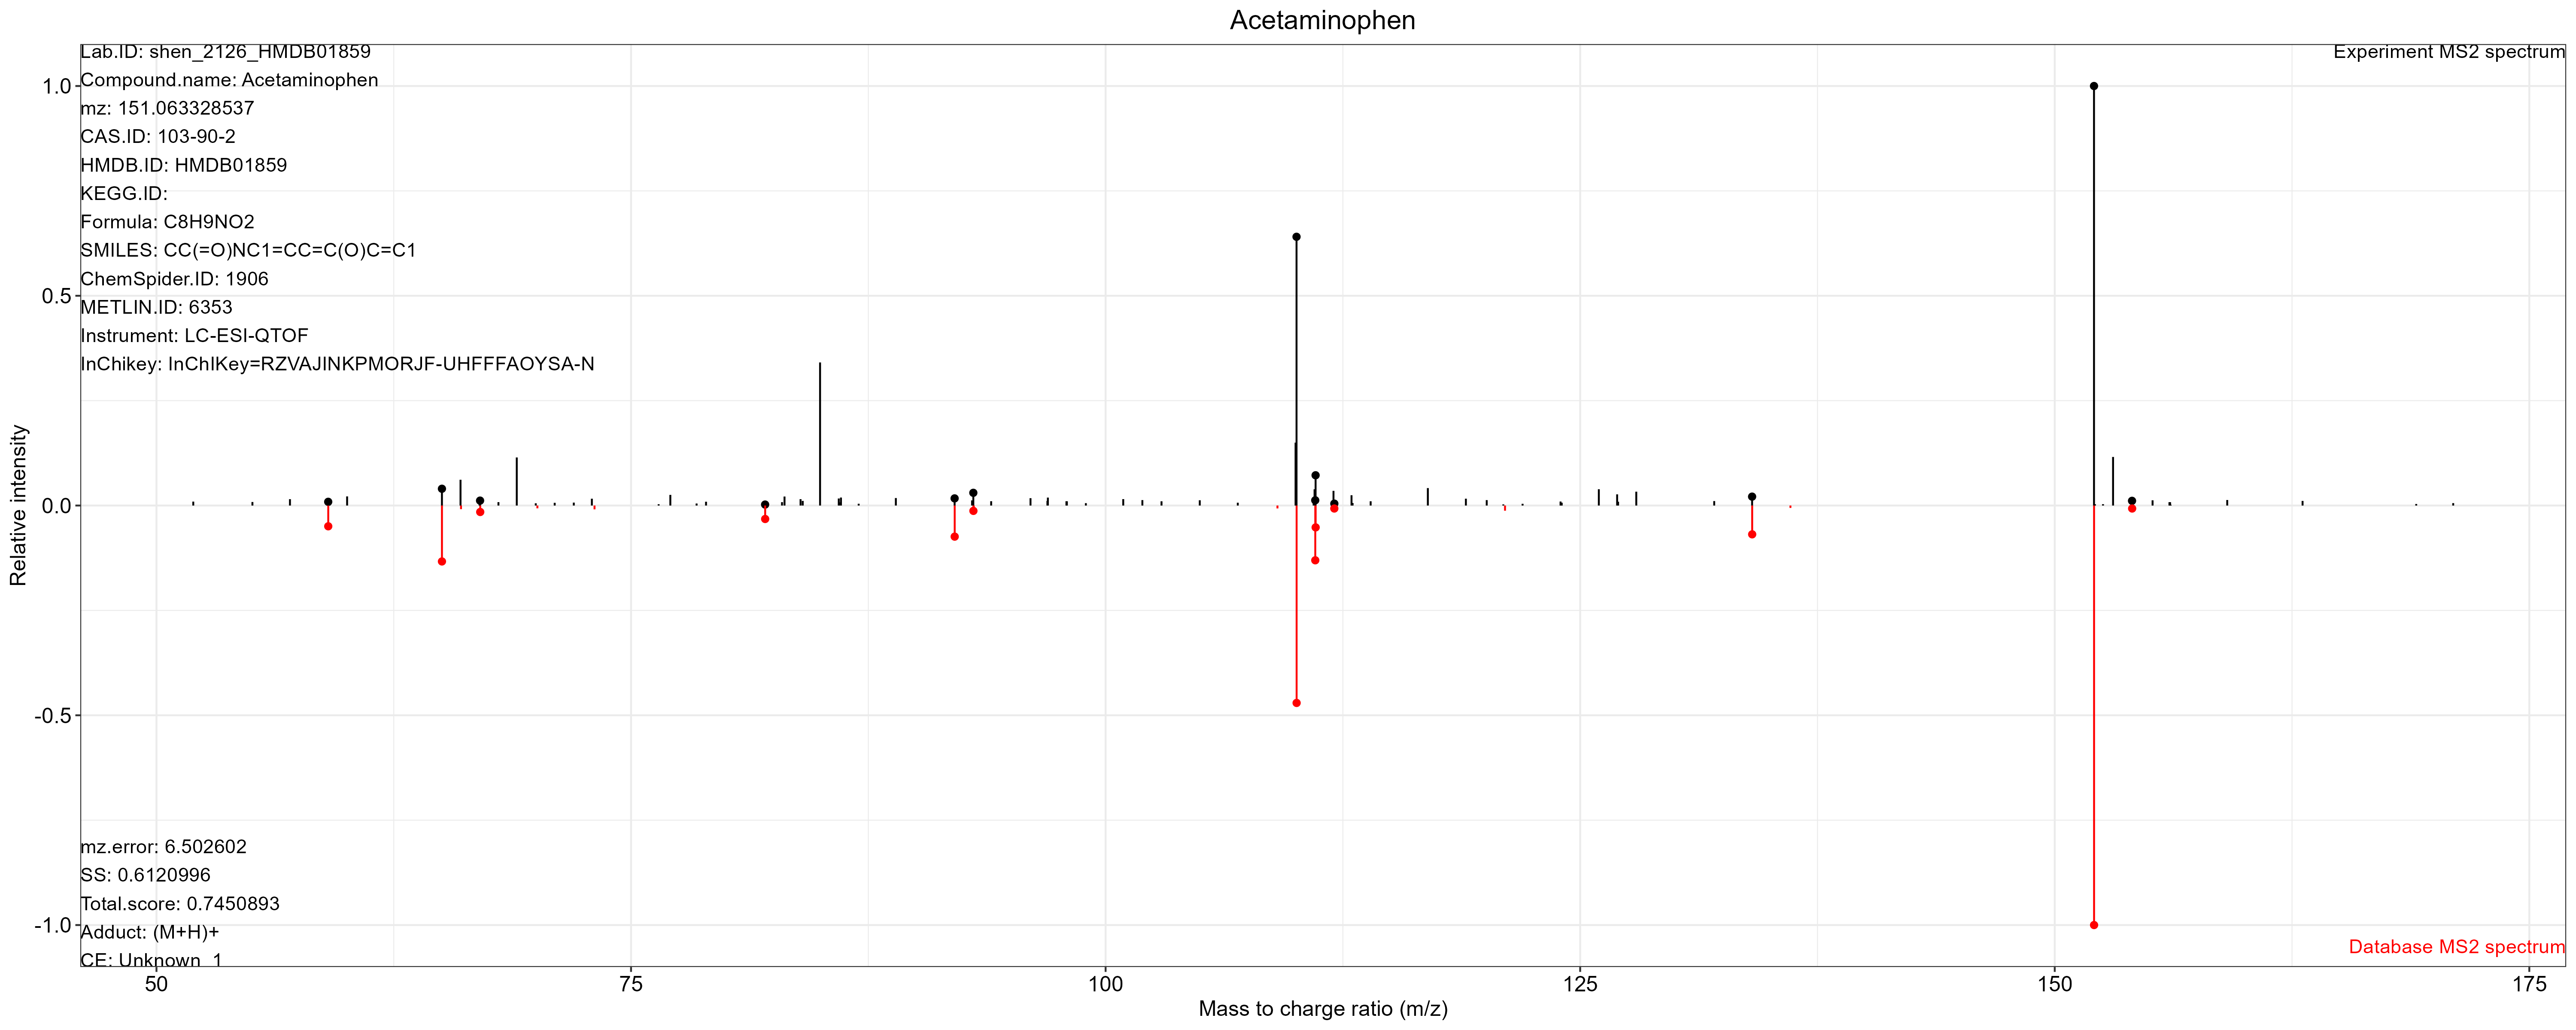 Acetaminophen
Lab.ID: shen_2126_HMDB01859
Experiment MS2 spectrum
Compound.name: Acetaminophen
mz: 151.063328537
CAS.ID: 103-90-2
HMDB.ID: HMDB01859
KEGG.ID:
Formula: C8H9NO2
SMILES: CC(=O)NC1=CC=C(O)C=C1
ChemSpider.ID: 1906
METLIN.ID: 6353
Instrument: LC-ESI-QTOF
InChikey: InChIKey=RZVAJINKPMORJF-UHFFFAOYSA-N
1.0
0.5
0.0
-0.5
-1.0
Relative intensity
mz.error: 6.502602
SS: 0.6120996
Total.score: 0.7450893
Adduct: (M+H)+
CE: Unknown_1
Database MS2 spectrum
50
75
100
125
150
175
Mass to charge ratio (m/z)